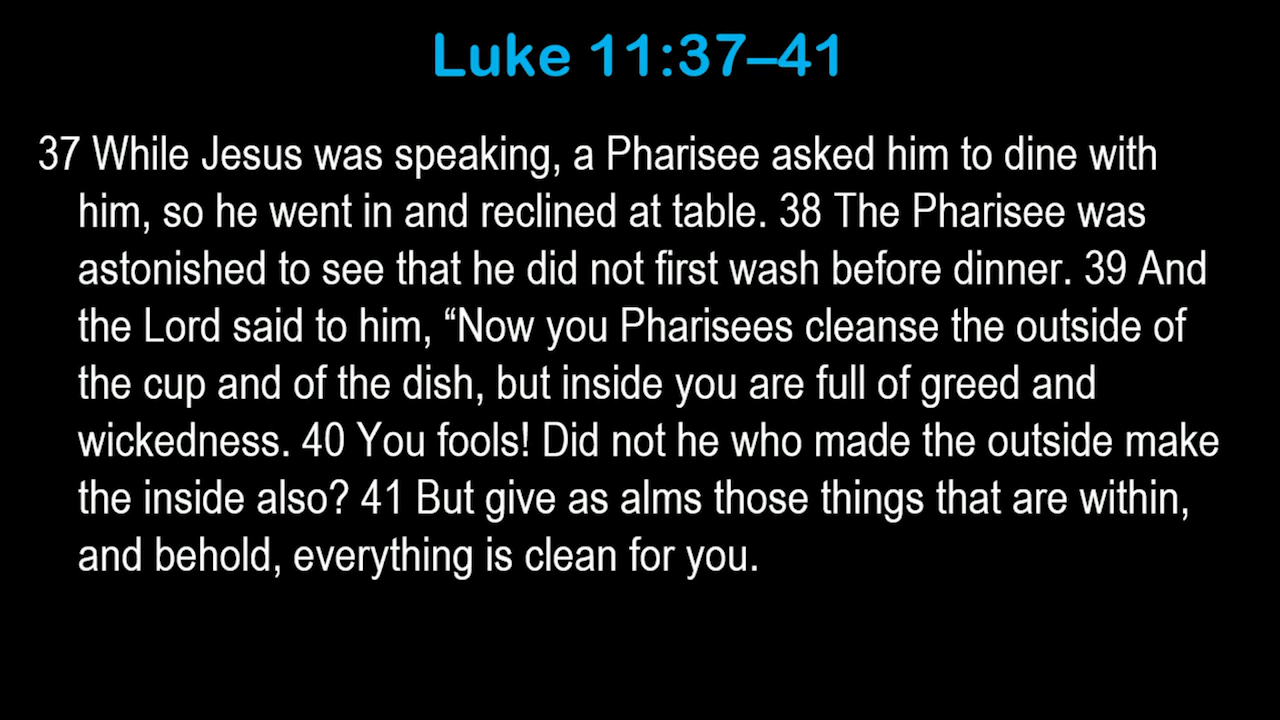 Luke 11:37–41
37 While Jesus was speaking, a Pharisee asked him to dine with
him, so he went in and reclined at table. 38 The Pharisee was
astonished to see that he did not first wash before dinner. 39 And
the Lord said to him, “Now you Pharisees cleanse the outside of
the cup and of the dish, but inside you are full of greed and
wickedness. 40 You fools! Did not he who made the outside make
the inside also? 41 But give as alms those things that are within,
and behold, everything is clean for you.